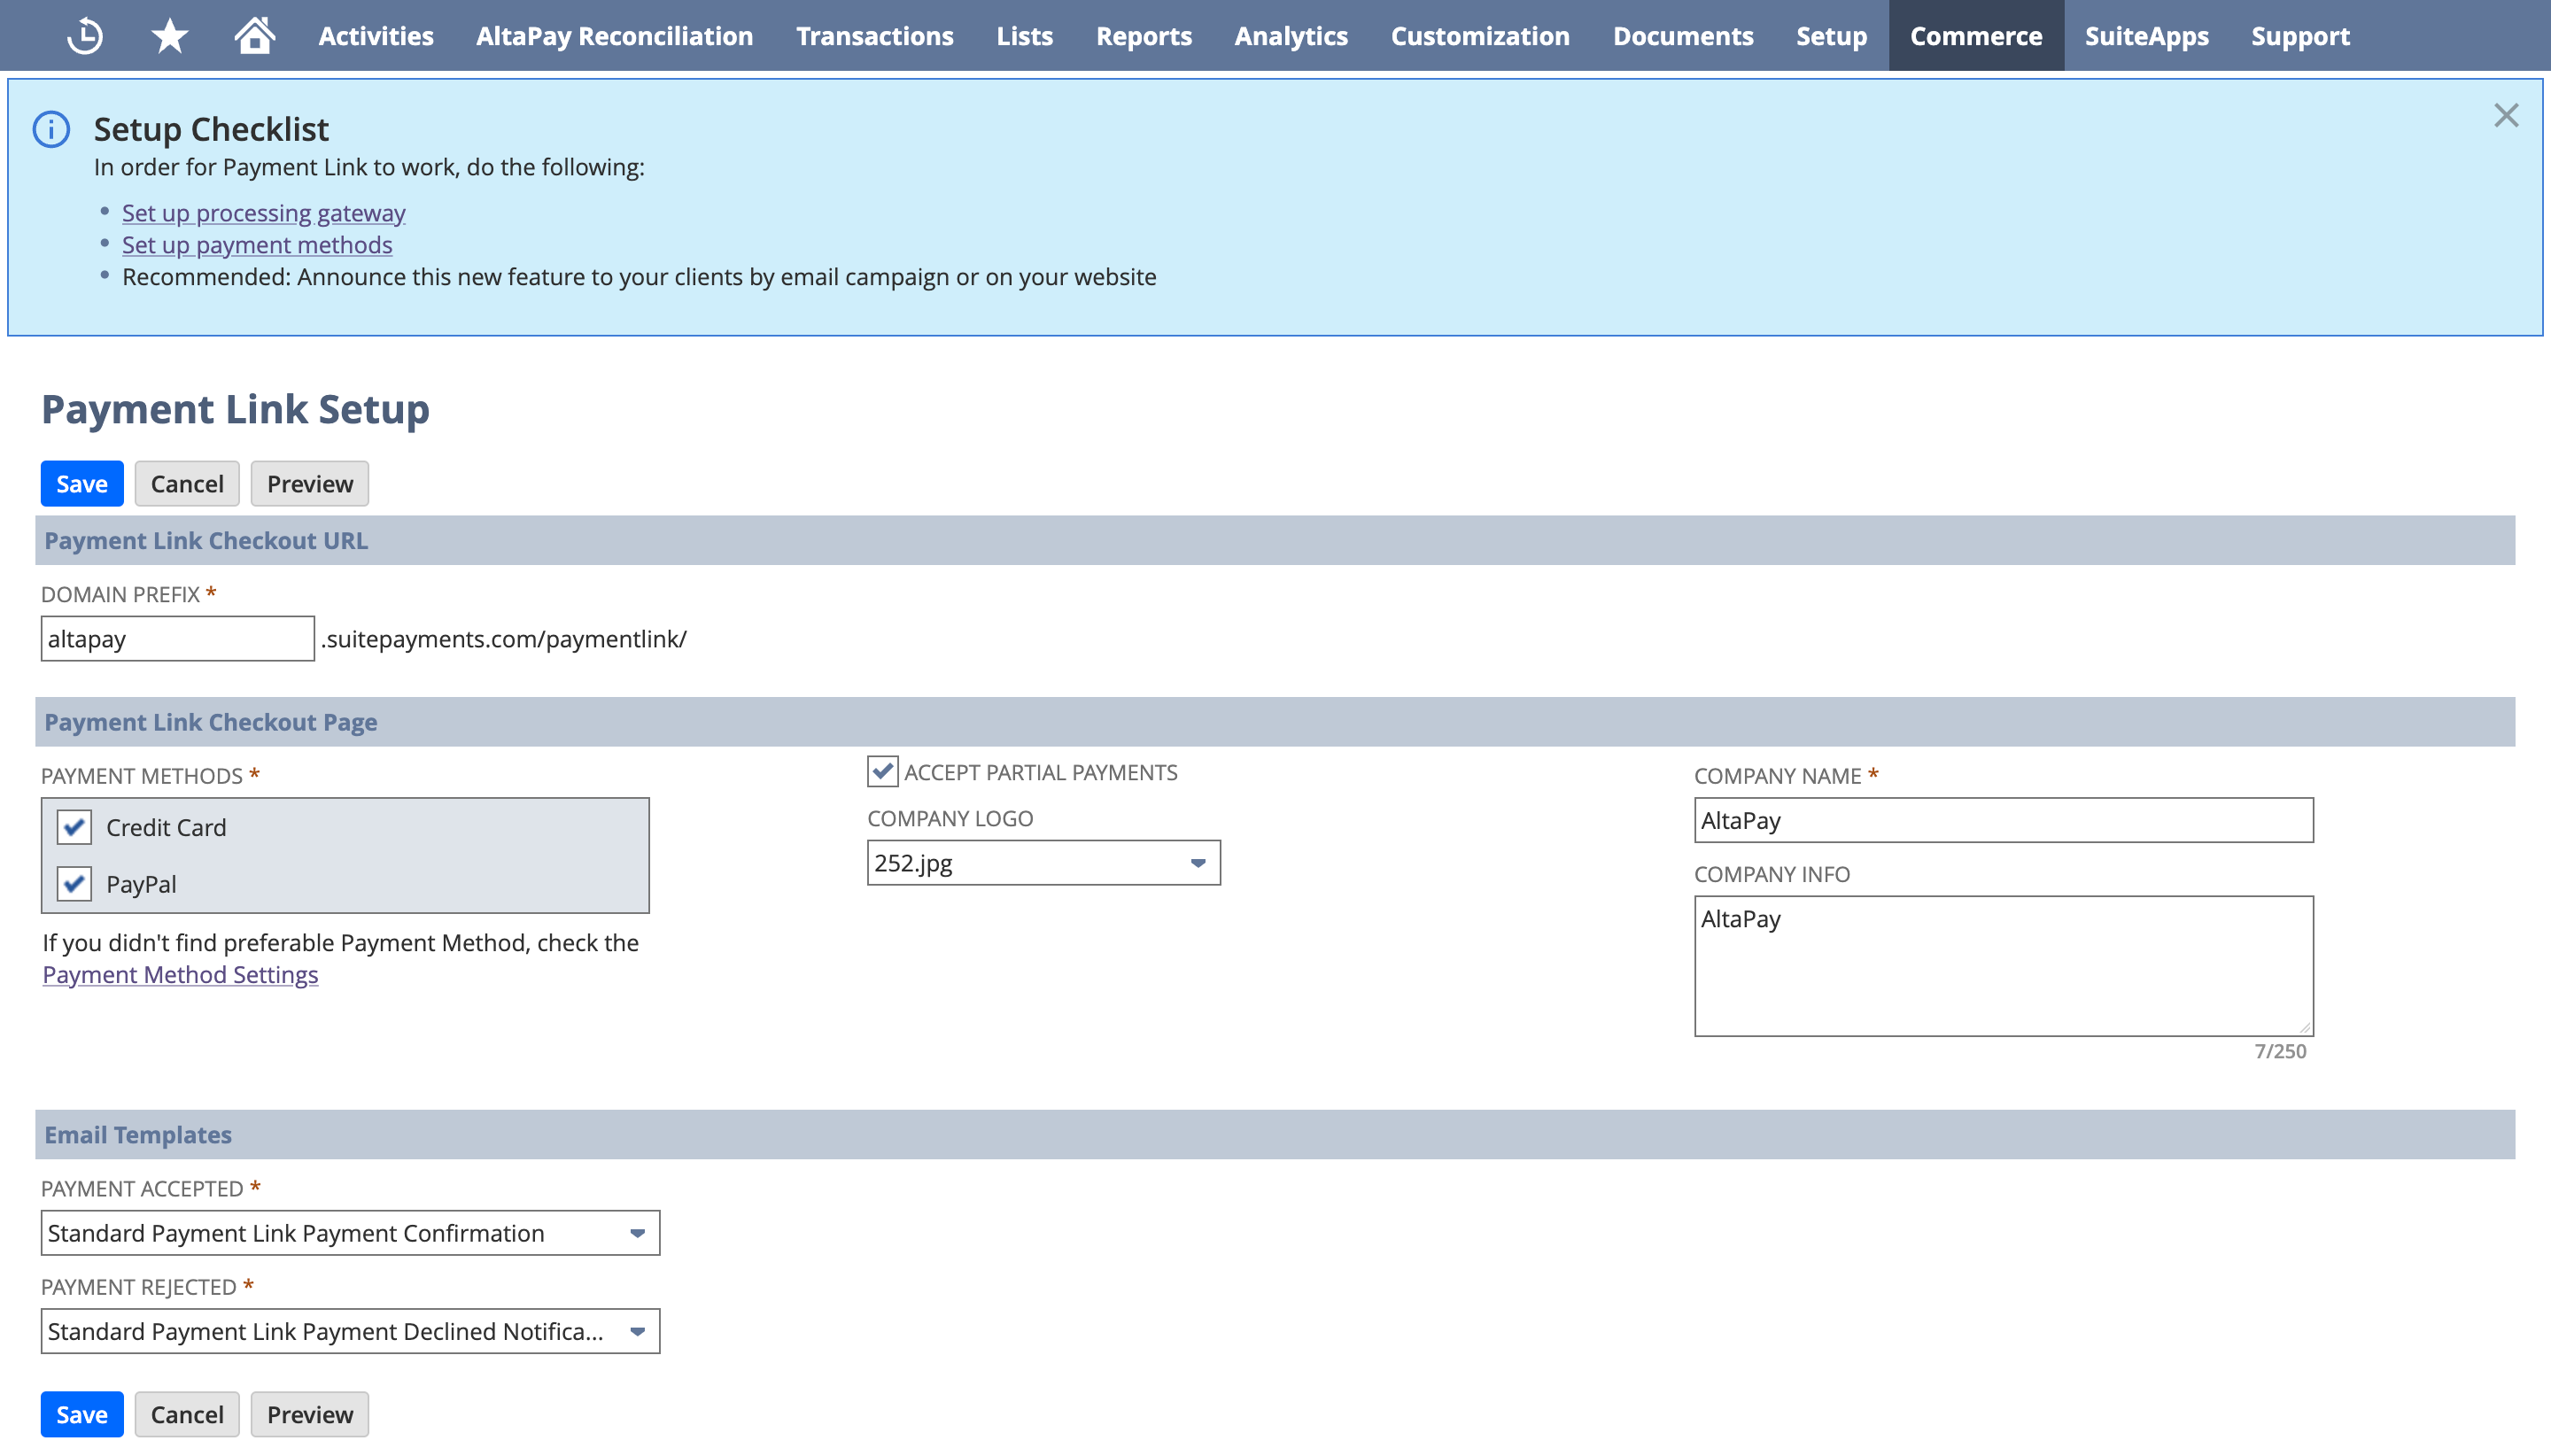 Activities AltaPay Reconciliation Transactions Lists Reports Analytics Customization Documents Setup Commerce SuiteApps Support
Setup Checklist
In order for Payment Link to work, do the following:
Set up processing gateway
Set up payment methods
Recommended: Announce this new feature to your clients by email campaign or on your website
Payment Link Setup
Save Cancel Preview
Payment Link Checkout URL
DOMAIN PREFIX *
altapay .suitepayments.com/paymentlink/
Payment Link Checkout Page
PAYMENT METHODS *
Credit Card
PayPal
If you didn't find preferable Payment Method, check the
Payment Method Settings
ACCEPT PARTIAL PAYMENTS
COMPANY LOGO
252.jpg
COMPANY NAME *
AltaPay
COMPANY INFO
AltaPay
7/250
Email Templates
PAYMENT ACCEPTED *
Standard Payment Link Payment Confirmation
PAYMENT REJECTED *
Standard Payment Link Payment Declined Notifica...
Save Cancel Preview